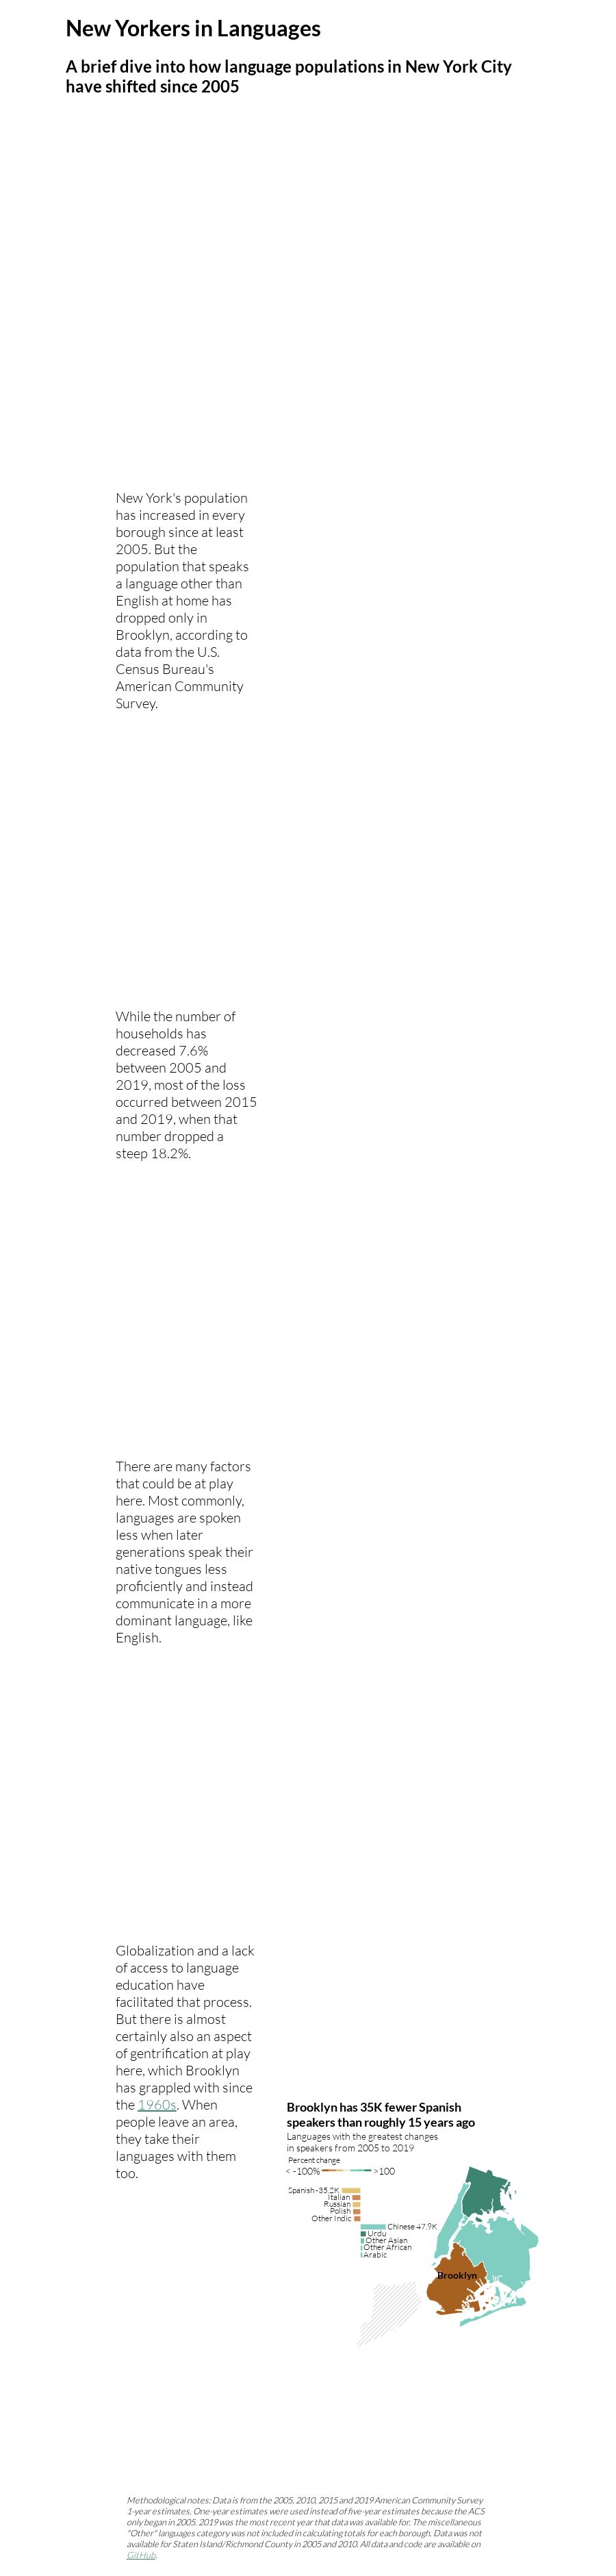 New Yorkers in Languages
A brief dive into how language populations in New York City
have shifted since 2005
New York's population
has increased in every
borough since at least
2005. But the
population that speaks
a language other than
English at home has
dropped only in
Brooklyn, according to
data from the U.S.
Census Bureau's
American Community
Survey.
While the number of
households has
decreased 7.6%
between 2005 and
2019, most of the loss
occurred between 2015
and 2019, when that
number dropped a
steep 18.2%.
There are many factors
that could be at play
here. Most commonly,
languages are spoken
less when later
generations speak their
native tongues less
proficiently and instead
communicate in a more
dominant language, like
English.
Globalization and a lack
of access to language
education have
facilitated that process.
But there is almost
certainly also an aspect
of gentrification at play
here, which Brooklyn
has grappled with since
the 1960s. When
people leave an area,
they take their
languages with them
too.
Brooklyn has 35K fewer Spanish
speakers than roughly 15 years ago
Languages with the greatest changes
in speakers from 2005 to 2019
Percent change
< -100% >100
Spanish -35.2K
Italian
Russian
Polish
Other Indic
Chinese 47.9K
Urdu
Other Asian
Other African
Arabic
Brooklyn
Methodological notes: Data is from the 2005, 2010, 2015 and 2019 American Community Survey
1-year estimates. One-year estimates were used instead of five-year estimates because the ACS
only began in 2005. 2019 was the most recent year that data was available for. The miscellaneous
"Other" languages category was not included in calculating totals for each borough. Data was not
available for Staten Island/Richmond County in 2005 and 2010. All data and code are available on
GitHub.